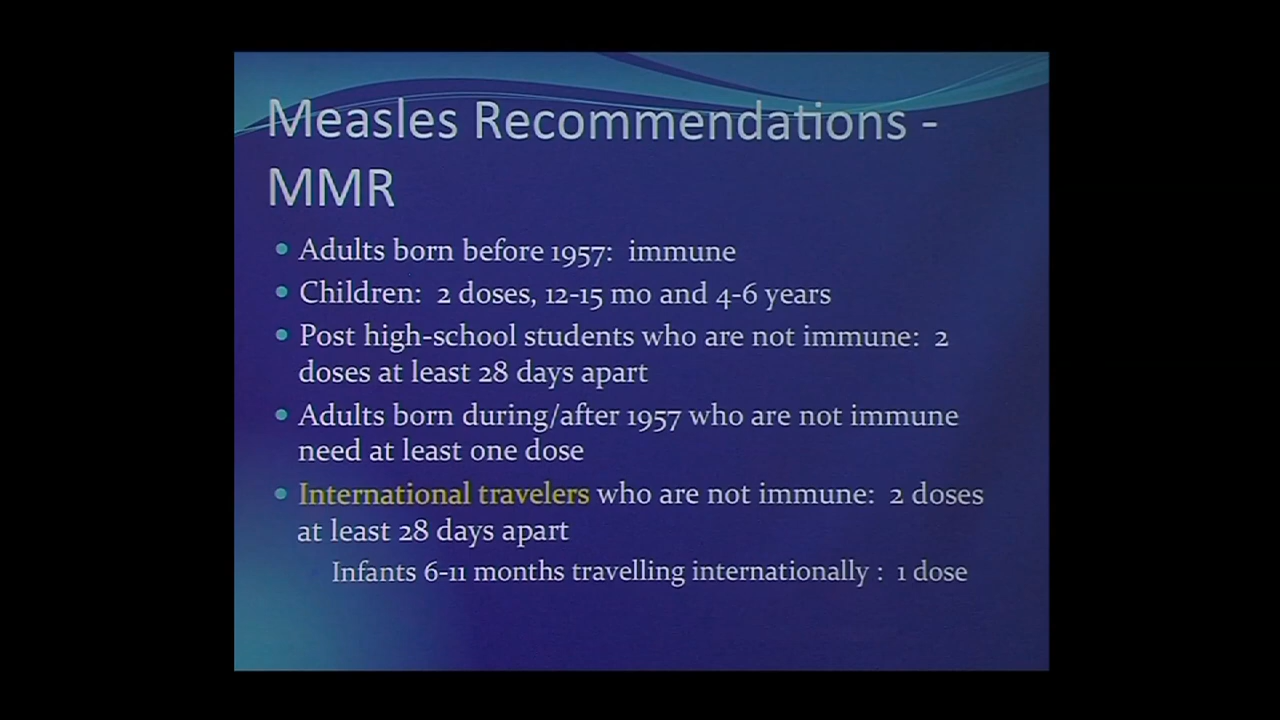 Measles Recommendations -
MMR
Adults born before 1957:  immune
Children:  2 doses, 12-15 mo and 4-6 years
Post high-school students who are not immune:  2
doses at least 28 days apart
Adults born during/after 1957 who are not immune
need at least one dose
International travelers who are not immune:  2 doses
at least 28 days apart
Infants 6-11 months travelling internationally :  1 dose